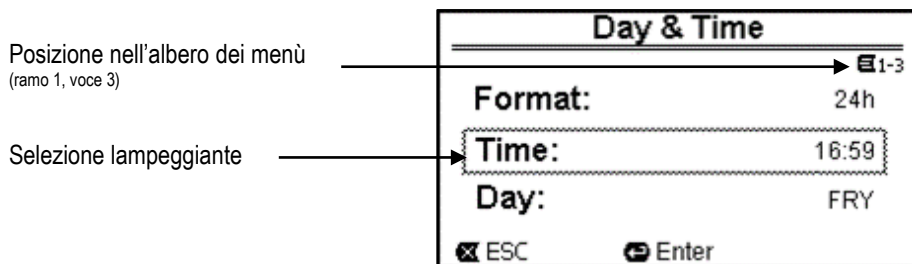 Day & Time
Posizione nell'albero dei menù
(ramo 1, voce 3)
1-3
Format: 24h
Selezione lampeggiante
Time: 16:59
Day: FRY
ESC Enter